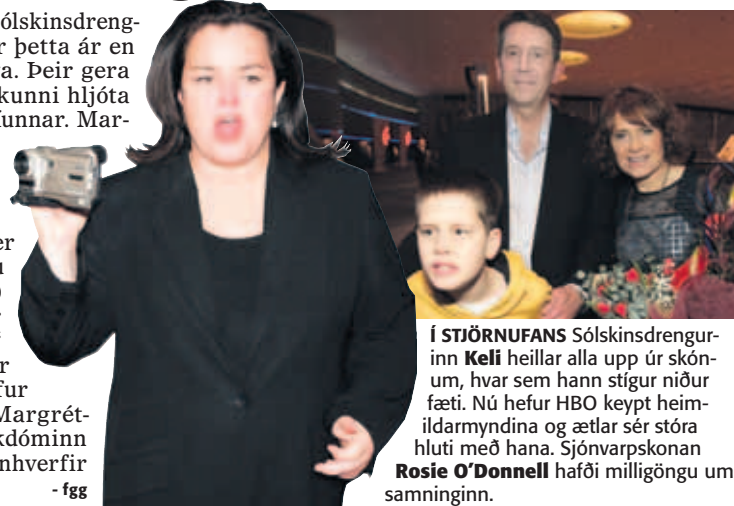 ólskinsdreng-
r þetta ár en
a. Þeir gera
kunni hljóta
unnar. Mar-
er
r
fur
Margrét-
kdóminn
nhverfir
- fgg
Í STJÖRNUFANS Sólskinsdrengur-
inn Keli heillar alla upp úr skón-
um, hvar sem hann stígur niður
fæti. Nú hefur HBO keypt heim-
ildarmyndina og ætlar sér stóra
hluti með hana. Sjónvarpskonan
Rosie O’Donnell hafði milligöngu um
samninginn.